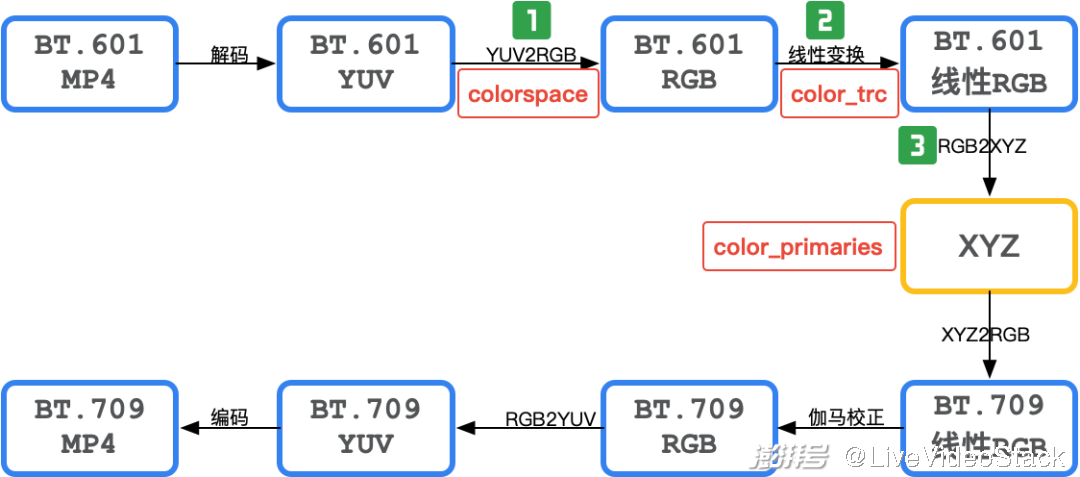 BT.601
MP4
解码
BT.601
YUV
1
YUV2RGB
colorspace
BT.601
RGB
2
线性变换
color_trc
BT.601
线性RGB
3
RGB2XYZ
color_primaries
XYZ
XYZ2RGB
BT.709
MP4
编码
BT.709
YUV
RGB2YUV
BT.709
RGB
伽马校正
BT.709
线性RGB
澎湃号 @LiveVideoStack